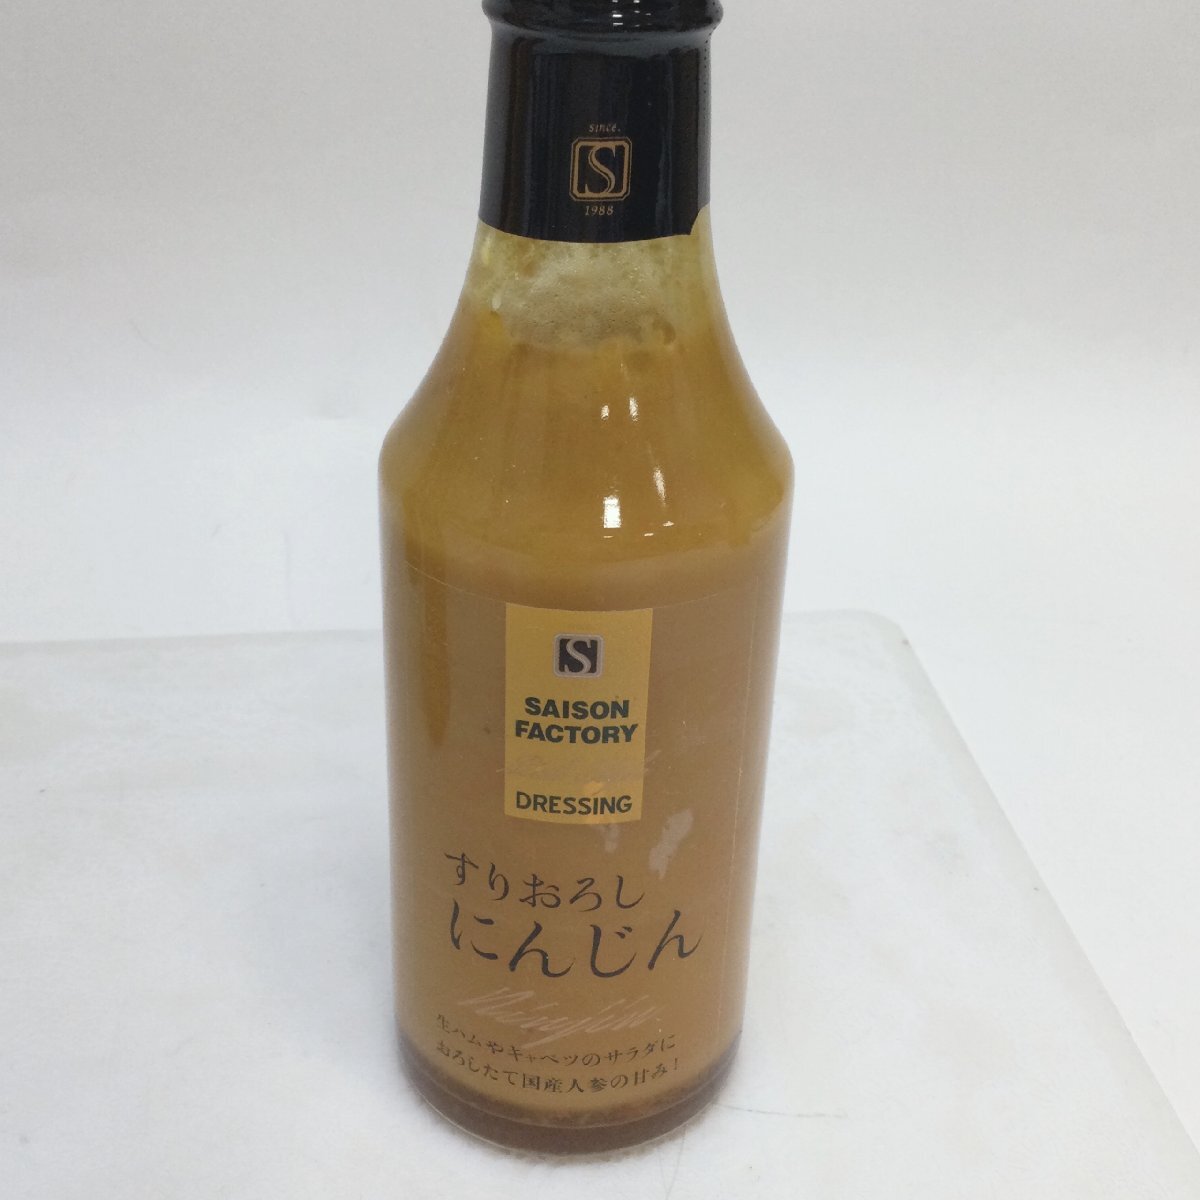 since.
S
1988
S
SAISON
FACTORY
DRESSING
すりおろし
にんじん
Ninjin
生ハムやキャベツのサラダに
おろしたて国産人参の甘み!